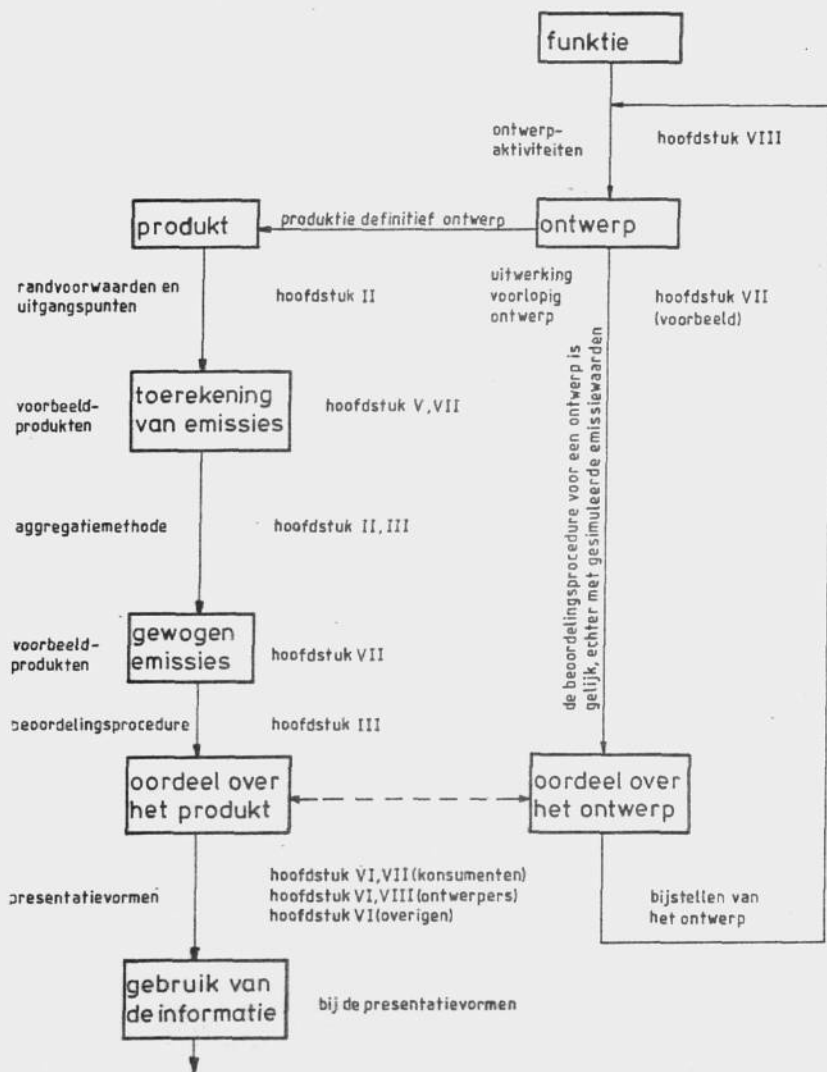 funktie
ontwerp-
aktiviteiten
hoofdstuk VIII
produkt
produktie definitief ontwerp
ontwerp
randvoorwaarden en
uitgangspunten
hoofdstuk II
uitwerking
voorlopig
ontwerp
hoofdstuk VII
(voorbeeld)
de beoordelingsprocedure voor een ontwerp is
gelijk, echter met gesimuleerde emissiewaarden
voorbeeld-
produkten
toerekening
van emissies
hoofdstuk V, VII
aggregatiemethode
hoofdstuk II, III
voorbeeld-
produkten
gewogen
emissies
hoofdstuk VII
beoordelingsprocedure
hoofdstuk III
oordeel over
het produkt
oordeel over
het ontwerp
presentatievormen
hoofdstuk VI, VII (konsumenten)
hoofdstuk VI, VIII (ontwerpers)
hoofdstuk VI (overigen)
bijstellen van
het ontwerp
gebruik van
de informatie
bij de presentatievormen